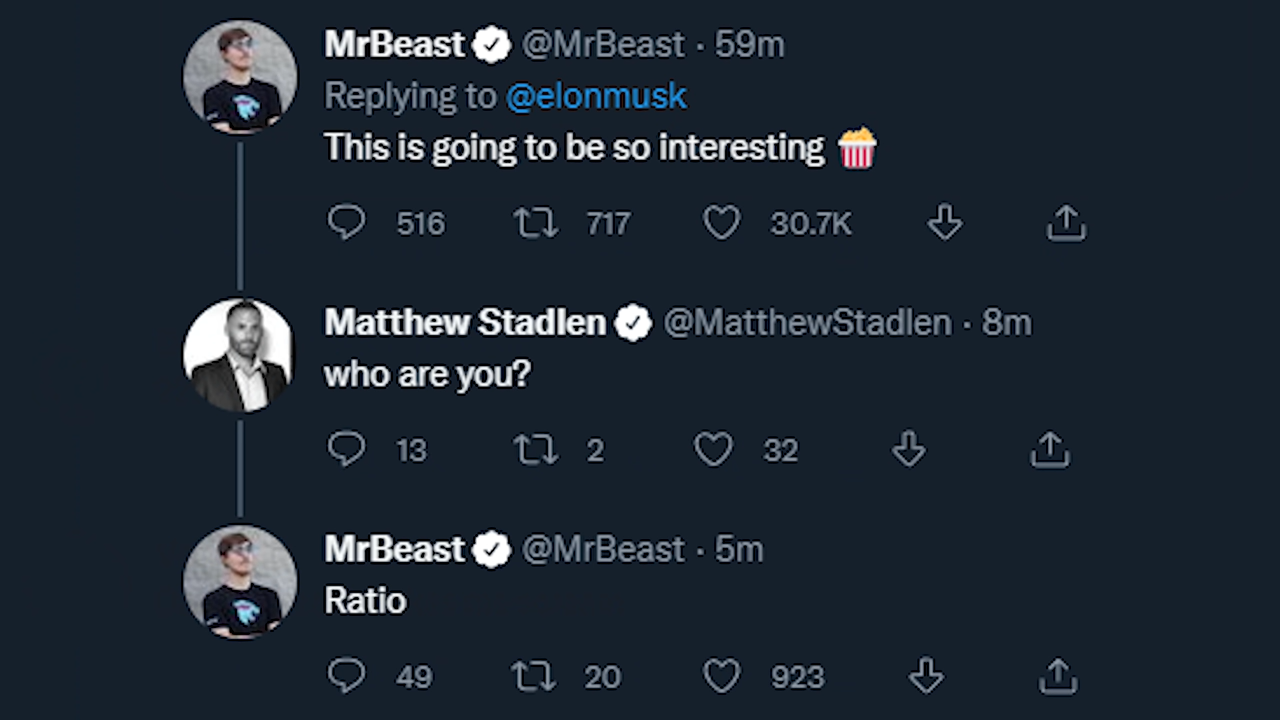 MrBeast @MrBeast · 59m
Replying to @elonmusk
This is going to be so interesting 🍿
516 717 30.7K
Matthew Stadlen @MatthewStadlen · 8m
who are you?
13 2 32
MrBeast @MrBeast · 5m
Ratio
49 20 923